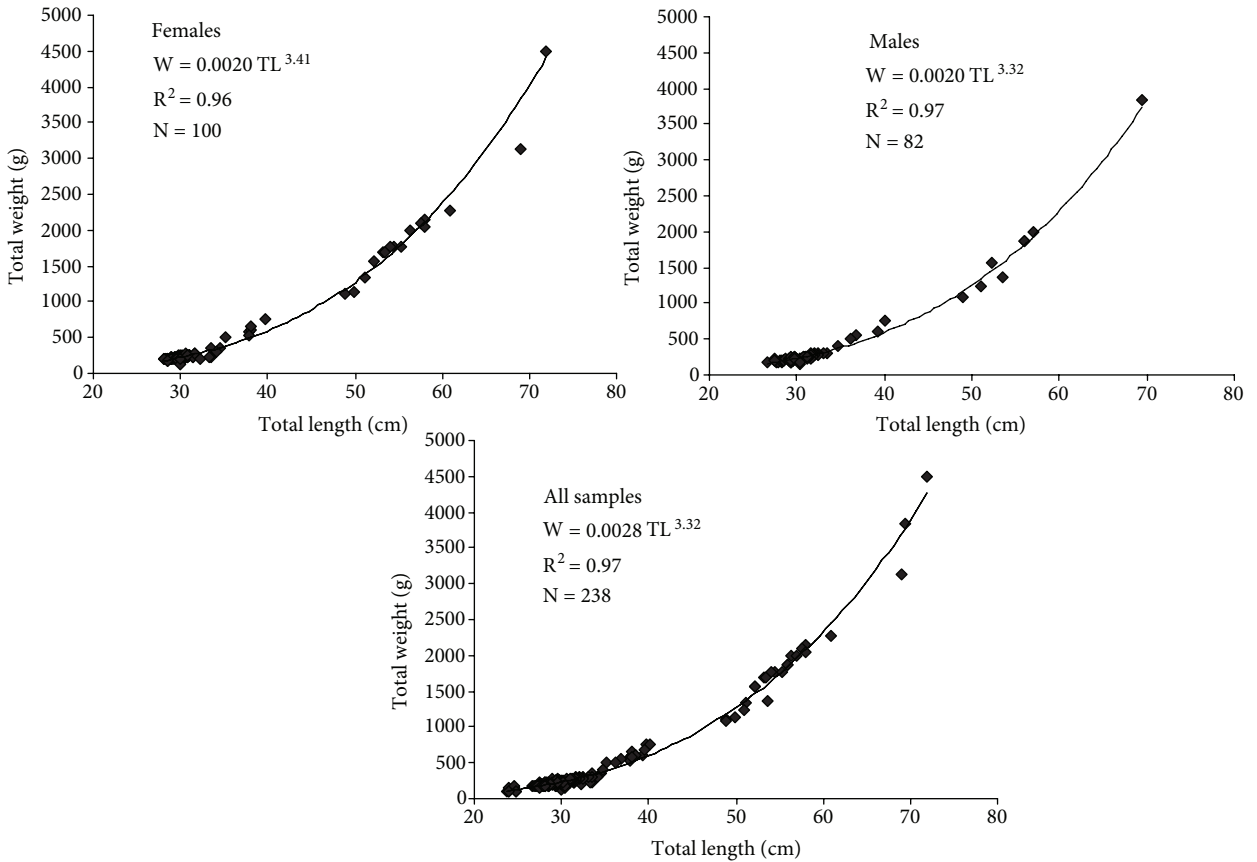 Females
W = 0.0020 TL^3.41
R² = 0.96
N = 100
Total weight (g)
5000
4500
4000
3500
3000
2500
2000
1500
1000
500
0
20 30 40 50 60 70 80
Total length (cm)
Males
W = 0.0020 TL^3.32
R² = 0.97
N = 82
Total weight (g)
5000
4500
4000
3500
3000
2500
2000
1500
1000
500
0
20 30 40 50 60 70 80
Total length (cm)
All samples
W = 0.0028 TL^3.32
R² = 0.97
N = 238
Total weight (g)
5000
4500
4000
3500
3000
2500
2000
1500
1000
500
0
20 30 40 50 60 70 80
Total length (cm)